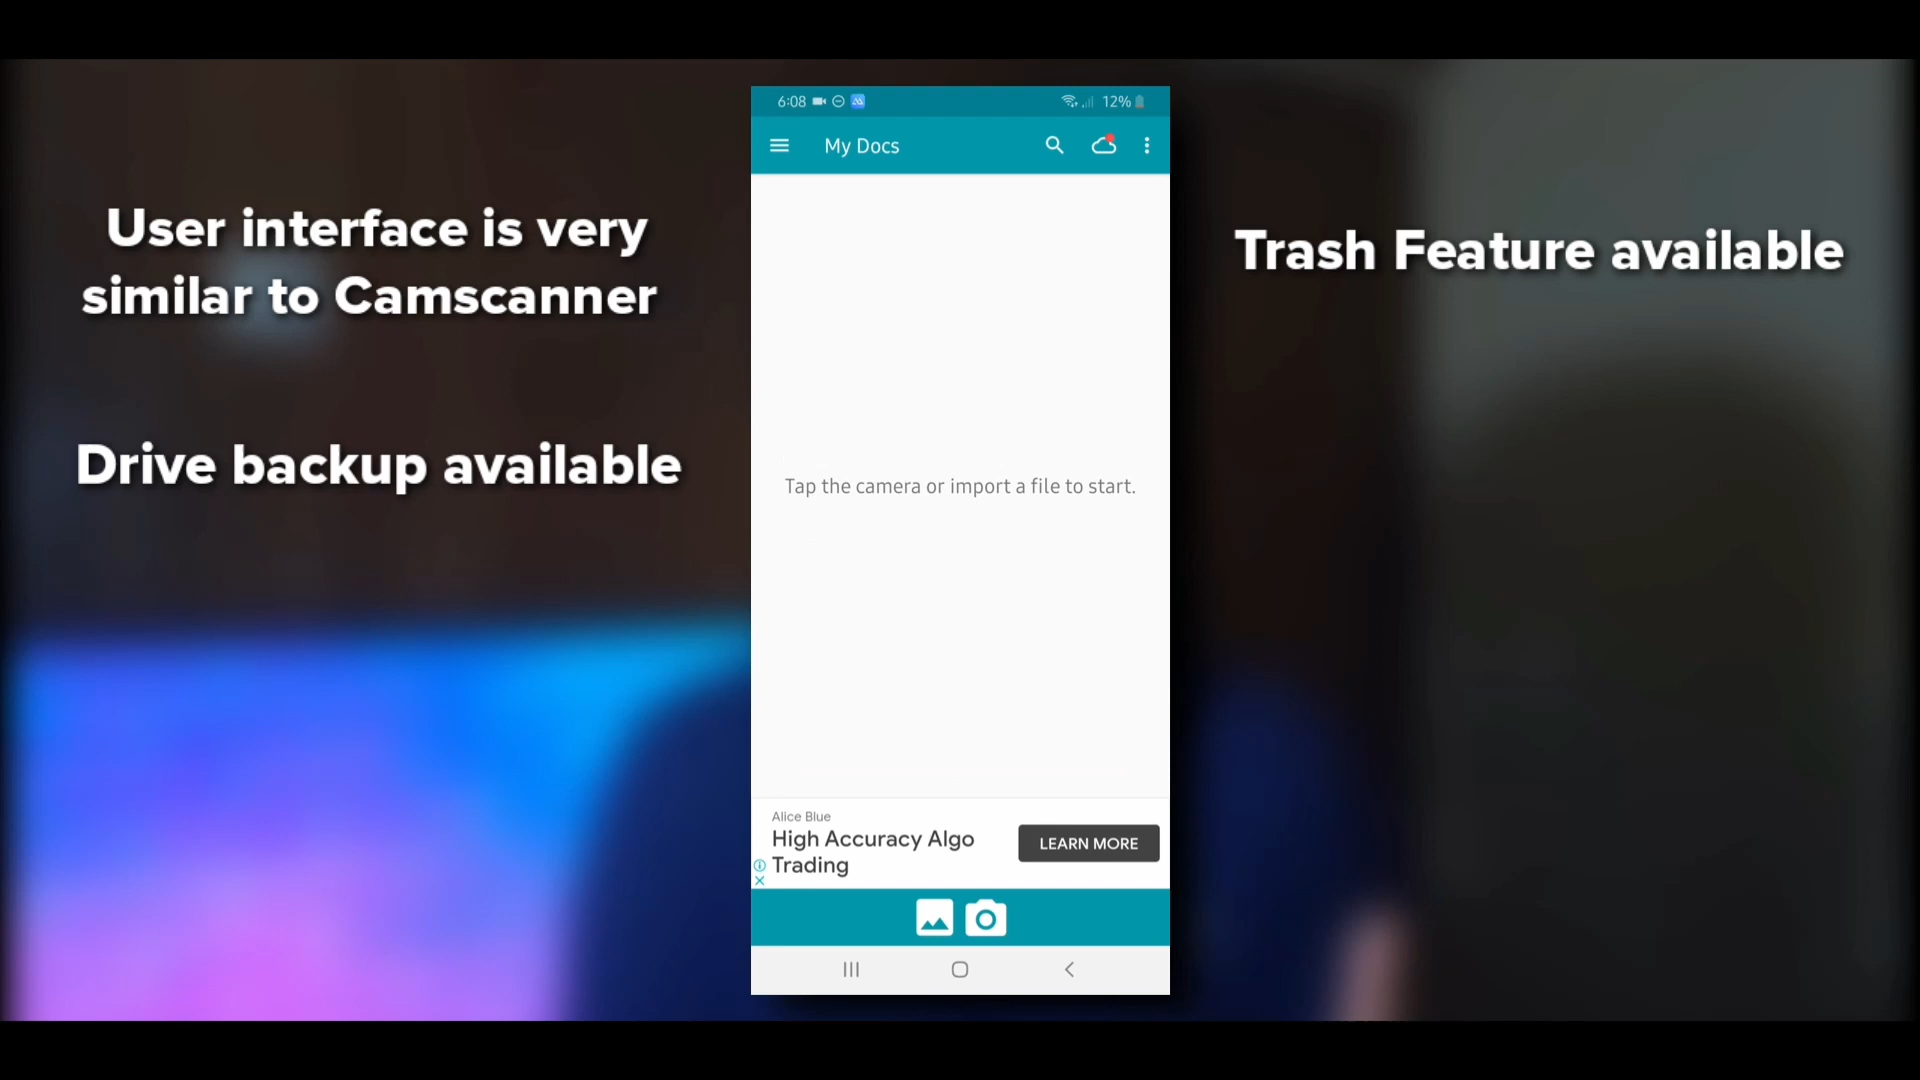 User interface is very
similar to Camscanner
Drive backup available
6:08
12%
My Docs
Tap the camera or import a file to start.
Alice Blue
High Accuracy Algo
Trading
LEARN MORE
Trash Feature available